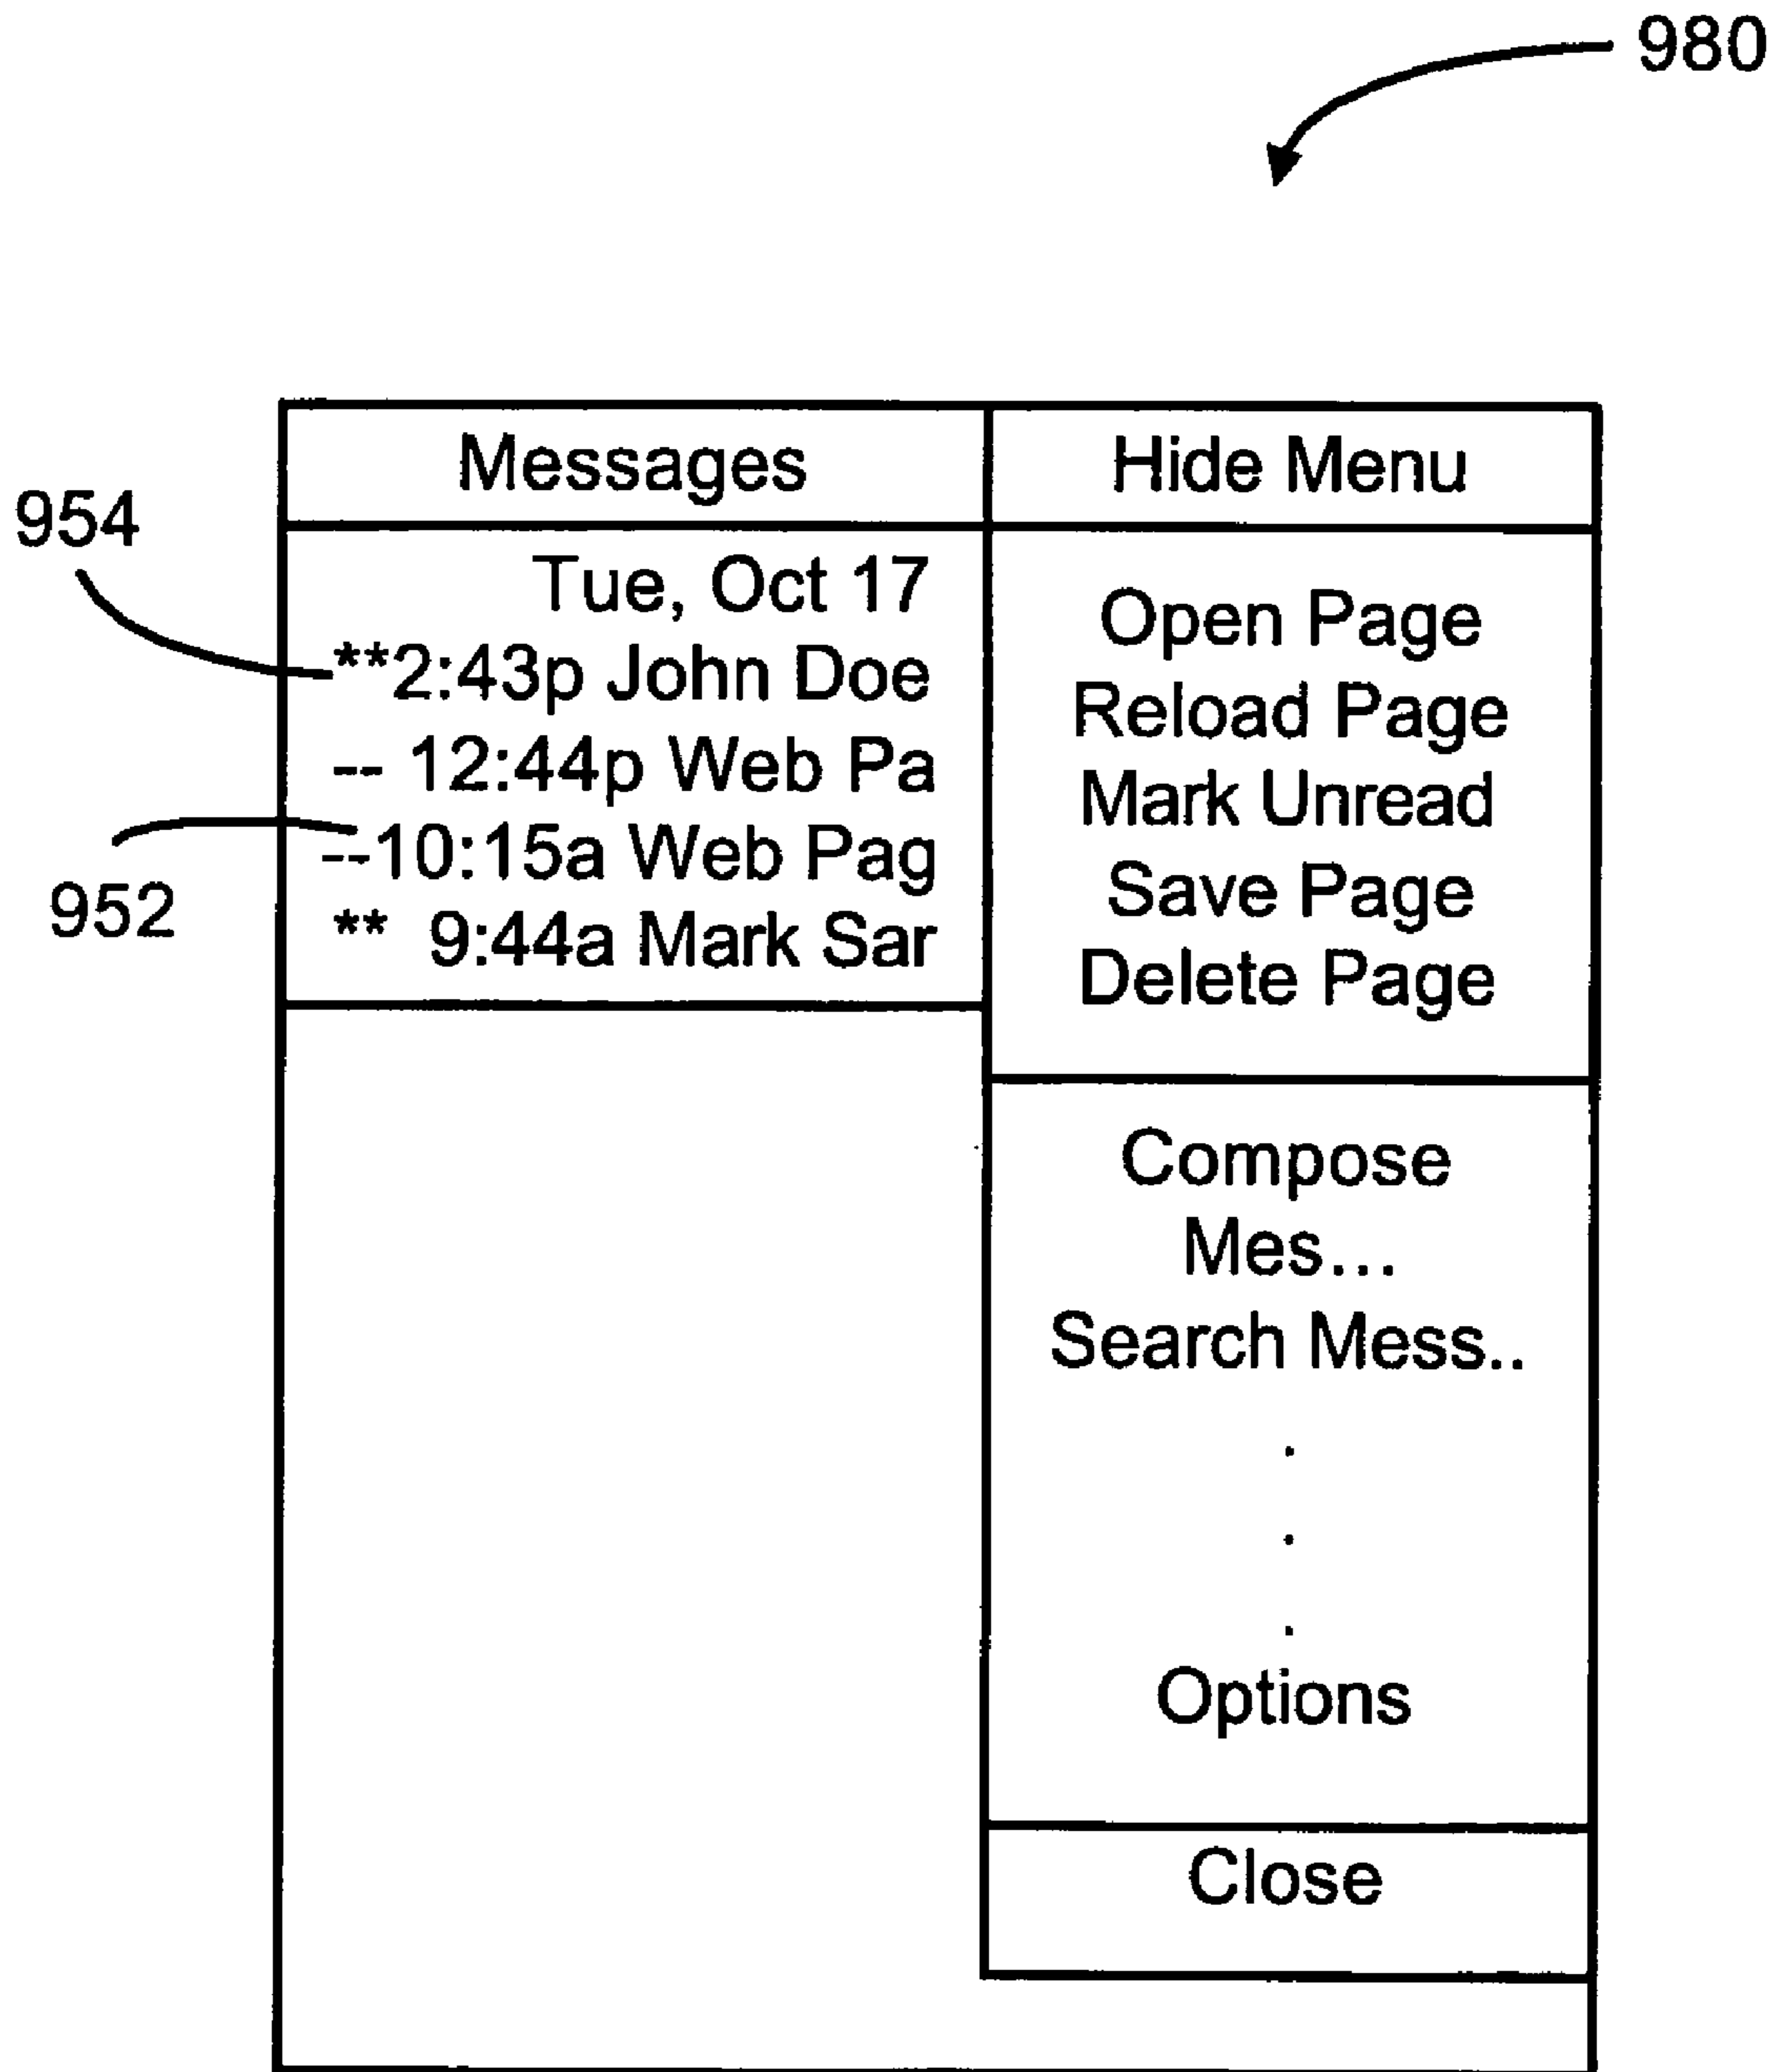 980
Messages
Hide Menu
954
Tue, Oct 17
**2:43p John Doe
-- 12:44p Web Pa
--10:15a Web Pag
** 9:44a Mark Sar
952
Open Page
Reload Page
Mark Unread
Save Page
Delete Page
Compose
Mes...
Search Mess..
.
.
.
Options
Close